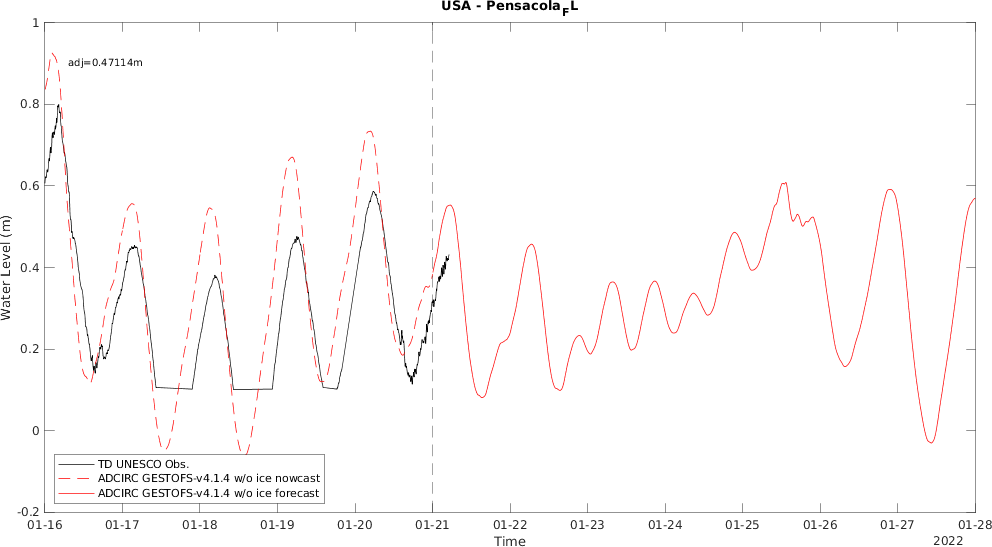 USA - Pensacola_FL
adj=0.47114m
1
0.8
0.6
0.4
0.2
0
-0.2
Water Level (m)
TD UNESCO Obs.
ADCIRC GESTOFS-v4.1.4 w/o ice nowcast
ADCIRC GESTOFS-v4.1.4 w/o ice forecast
01-16 01-17 01-18 01-19 01-20 01-21 01-22 01-23 01-24 01-25 01-26 01-27 01-28
Time
2022